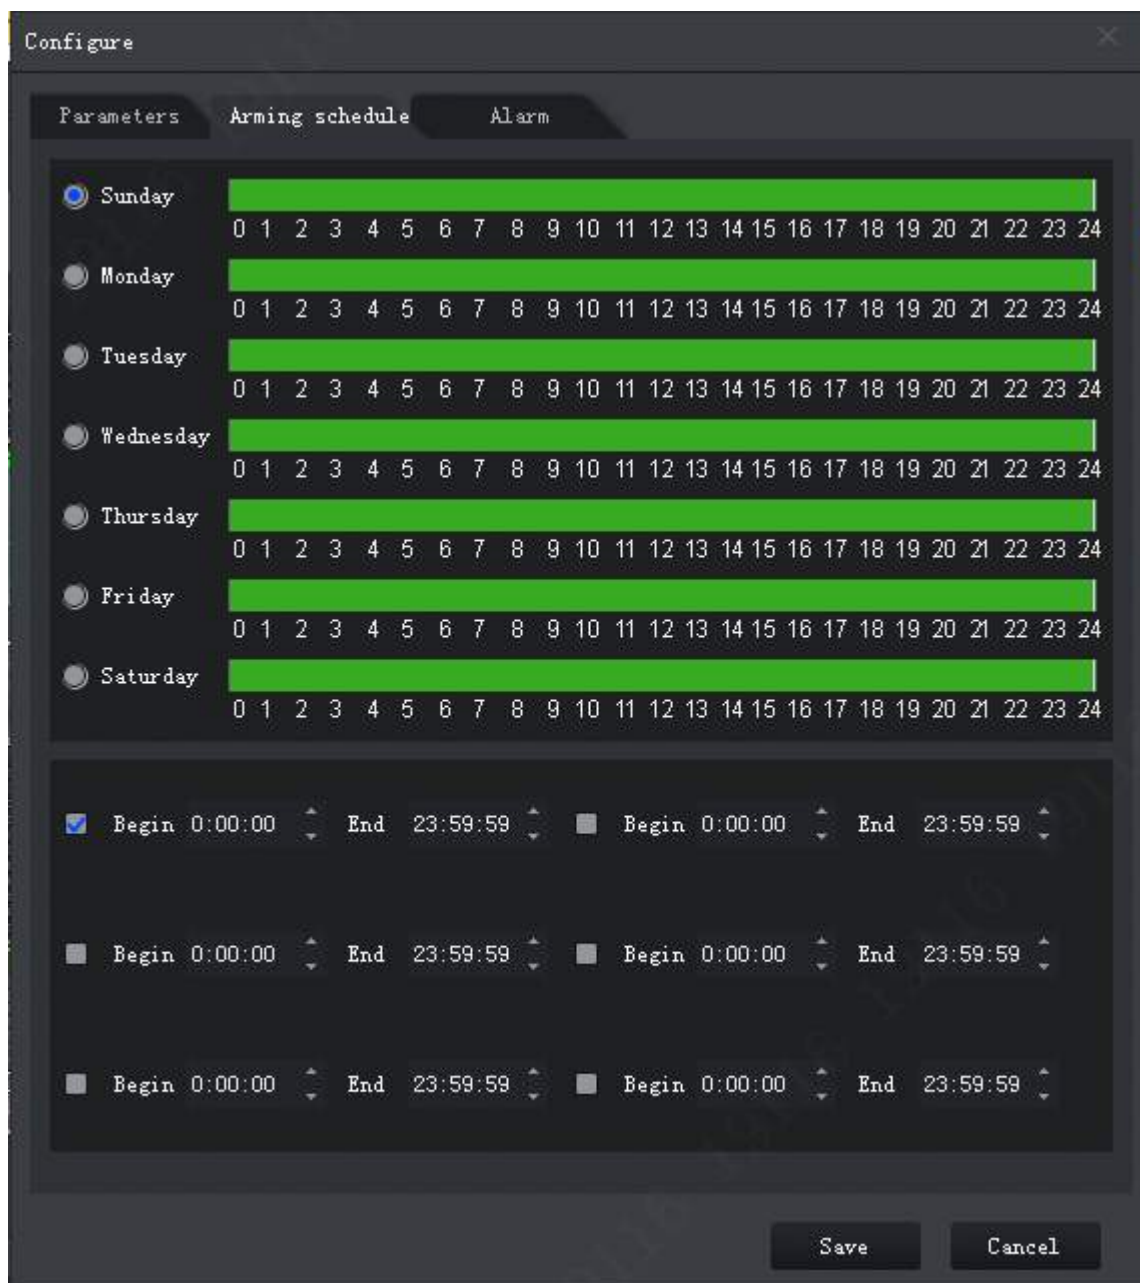 Configure
Parameters Arming schedule Alarm
Sunday
0 1 2 3 4 5 6 7 8 9 10 11 12 13 14 15 16 17 18 19 20 21 22 23 24
Monday
0 1 2 3 4 5 6 7 8 9 10 11 12 13 14 15 16 17 18 19 20 21 22 23 24
Tuesday
0 1 2 3 4 5 6 7 8 9 10 11 12 13 14 15 16 17 18 19 20 21 22 23 24
Wednesday
0 1 2 3 4 5 6 7 8 9 10 11 12 13 14 15 16 17 18 19 20 21 22 23 24
Thursday
0 1 2 3 4 5 6 7 8 9 10 11 12 13 14 15 16 17 18 19 20 21 22 23 24
Friday
0 1 2 3 4 5 6 7 8 9 10 11 12 13 14 15 16 17 18 19 20 21 22 23 24
Saturday
0 1 2 3 4 5 6 7 8 9 10 11 12 13 14 15 16 17 18 19 20 21 22 23 24
Begin 0:00:00 End 23:59:59 Begin 0:00:00 End 23:59:59
Begin 0:00:00 End 23:59:59 Begin 0:00:00 End 23:59:59
Begin 0:00:00 End 23:59:59 Begin 0:00:00 End 23:59:59
Save Cancel